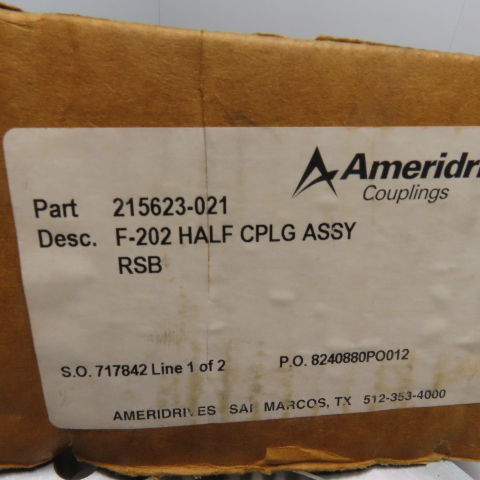 Ameridri
Couplings
Part 215623-021
Desc. F-202 HALF CPLG ASSY
RSB
S.O. 717842 Line 1 of 2 P.O. 8240880PO012
AMERIDRIVES SAN MARCOS, TX 512-353-4000